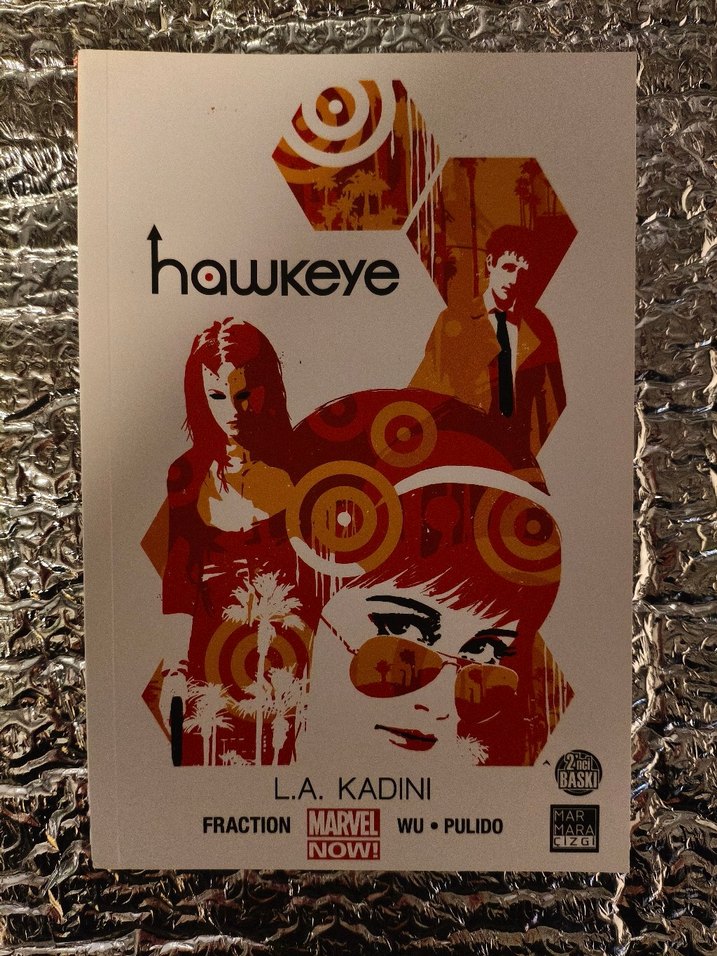 hawkeye
L.A. KADINI
FRACTION MARVEL NOW! WU • PULIDO
2'nci
BASKI
MAR
MARA
ÇİZGİ